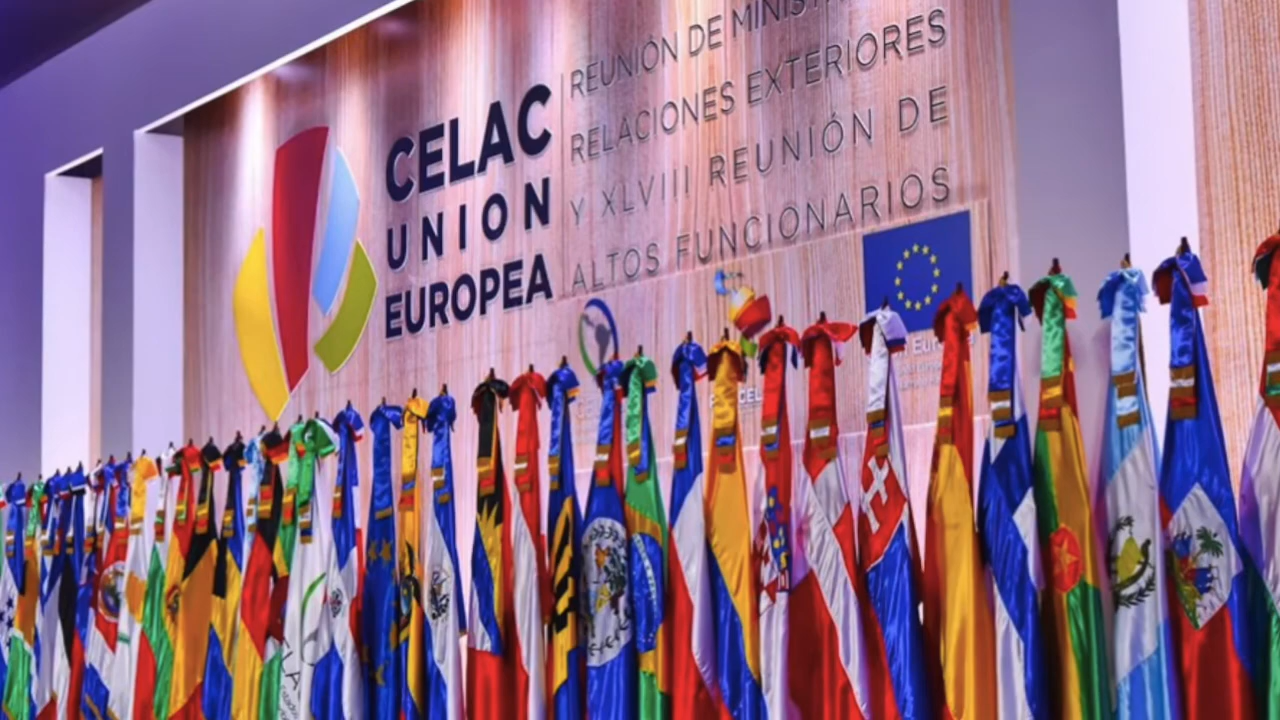 CELAC
UNION
EUROPEA
REUNIÓN DE
RELACIONES EXTERIORES
Y XLVIII REUNIÓN DE
ALTOS FUNCIONARIOS